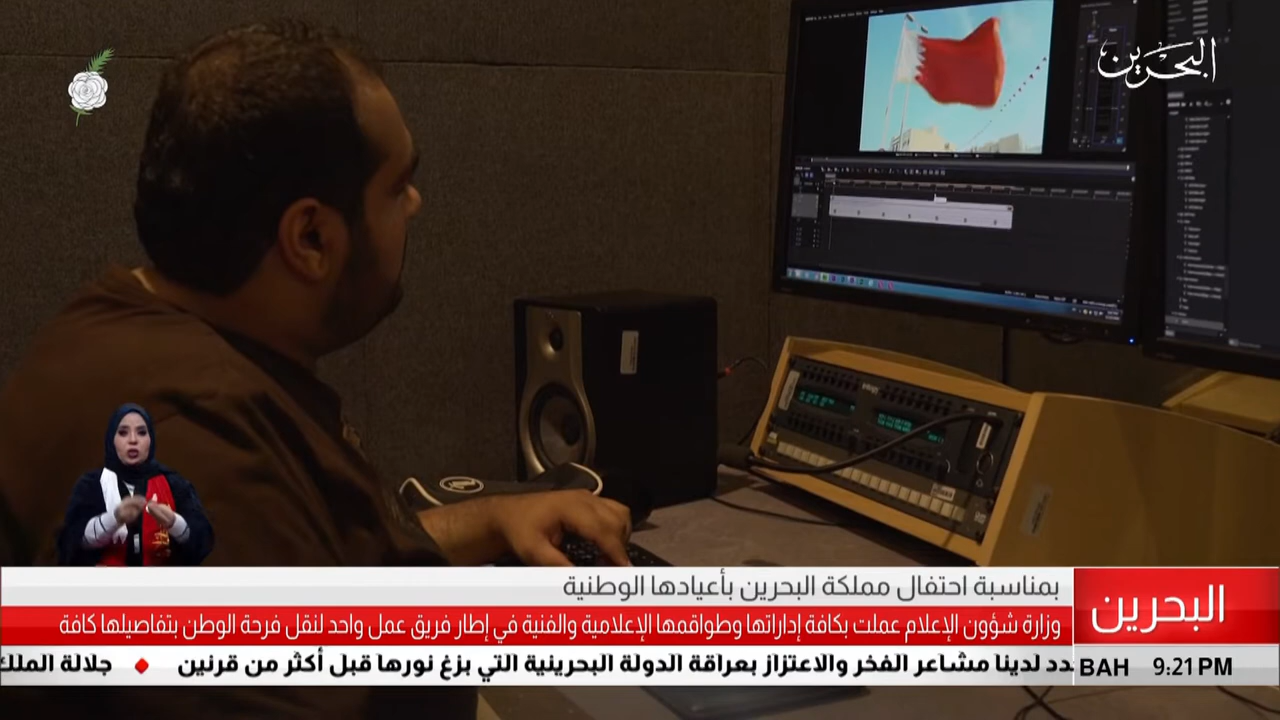 البحرين
بمناسبة احتفال مملكة البحرين بأعيادها الوطنية
البحرين
وزارة شؤون الإعلام عملت بكافة إداراتها وطواقمها الإعلامية والفنية في إطار فريق عمل واحد لنقل فرحة الوطن بتفاصيلها كافة
لدينا مشاعر الفخر والاعتزاز بعراقة الدولة البحرينية التي بزغ نورها قبل أكثر من قرنين ♦ جلالة الملك
BAH 9:21 PM